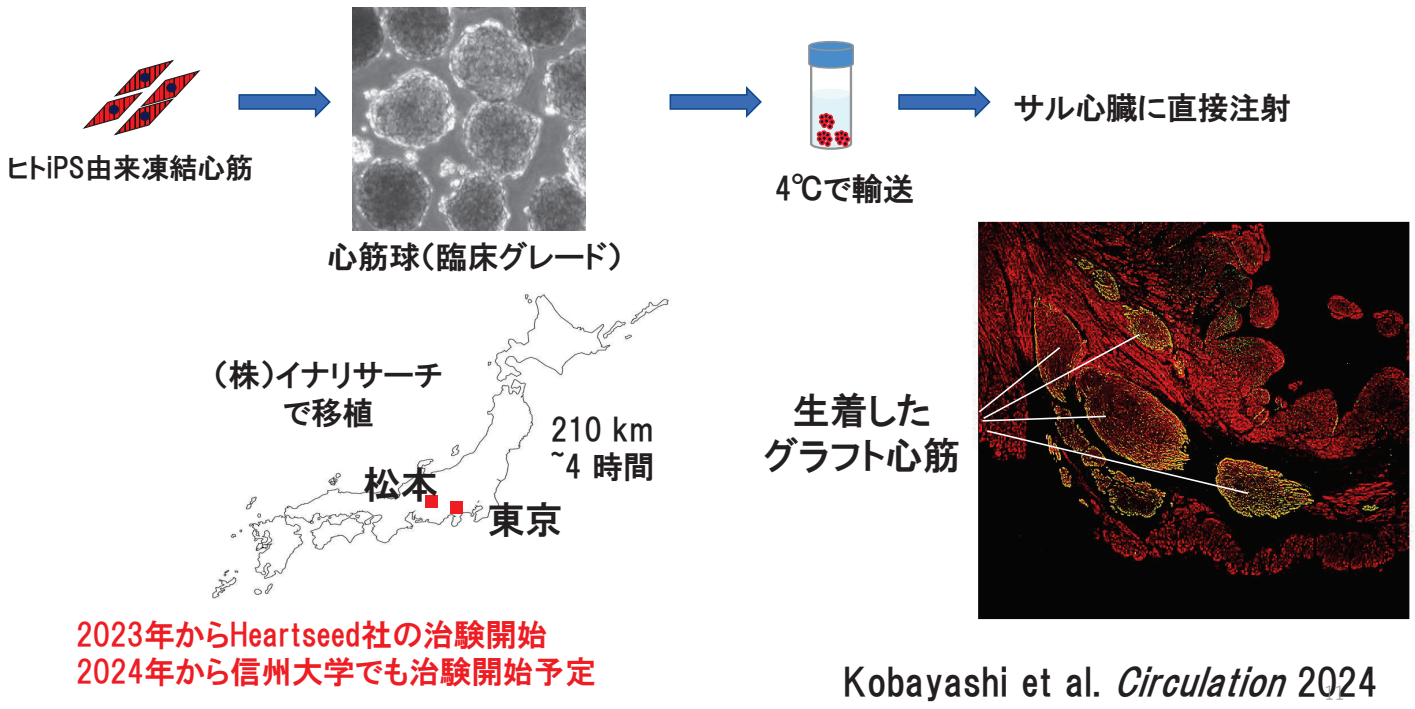 ヒトiPS由来凍結心筋
心筋球(臨床グレード)
4℃で輸送
サル心臓に直接注射
(株)イナリサーチ
で移植
210 km
~4 時間
松本
東京
生着した
グラフト心筋
2023年からHeartseed社の治験開始
2024年から信州大学でも治験開始予定
Kobayashi et al. Circulation 2024
11